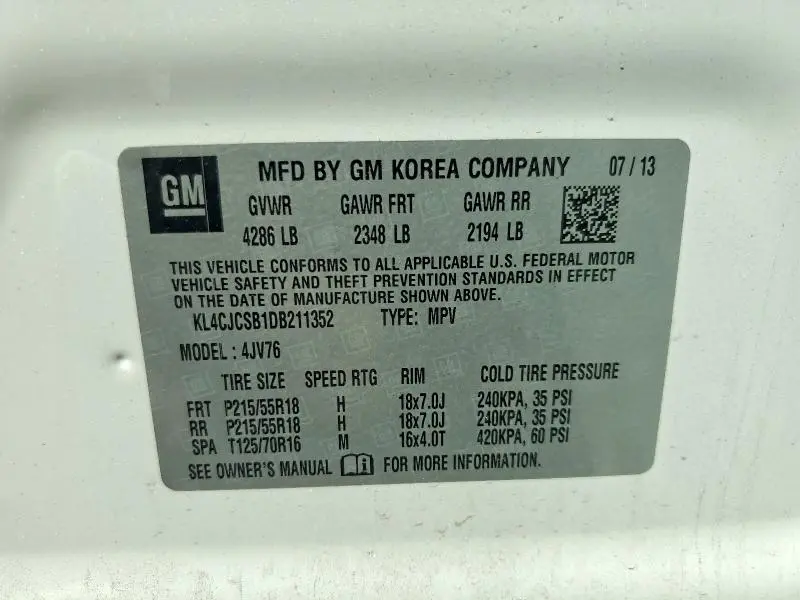 GM MFD BY GM KOREA COMPANY 07 / 13
GVWR GAWR FRT GAWR RR
4286 LB 2348 LB 2194 LB
THIS VEHICLE CONFORMS TO ALL APPLICABLE U.S. FEDERAL MOTOR
VEHICLE SAFETY AND THEFT PREVENTION STANDARDS IN EFFECT
ON THE DATE OF MANUFACTURE SHOWN ABOVE.
KL4CJCSB1DB211352 TYPE: MPV
MODEL : 4JV76
TIRE SIZE SPEED RTG RIM COLD TIRE PRESSURE
FRT P215/55R18 H 18x7.0J 240KPA, 35 PSI
RR P215/55R18 H 18x7.0J 240KPA, 35 PSI
SPA T125/70R16 M 16x4.0T 420KPA, 60 PSI
SEE OWNER'S MANUAL i FOR MORE INFORMATION.